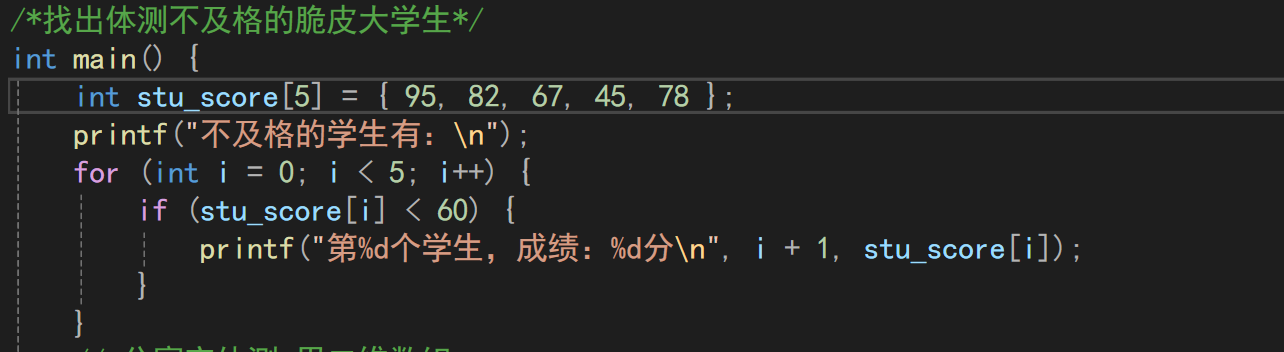 /*找出体测不及格的脆皮大学生*/
int main() {
int stu_score[5] = { 95, 82, 67, 45, 78 };
printf("不及格的学生有：\n");
for (int i = 0; i < 5; i++) {
if (stu_score[i] < 60) {
printf("第%d个学生，成绩：%d分\n", i + 1, stu_score[i]);
}
}